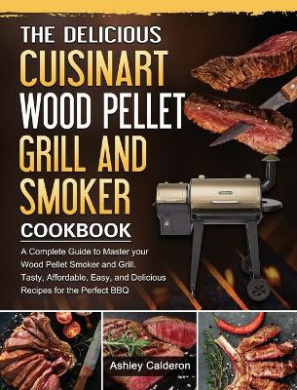 THE DELICIOUS
CUISINART
WOOD PELLET
GRILL AND
SMOKER
COOKBOOK
A Complete Guide to Master your
Wood Pellet Smoker and Grill.
Tasty, Affordable, Easy, and Delicious
Recipes for the Perfect BBQ
Ashley Calderon